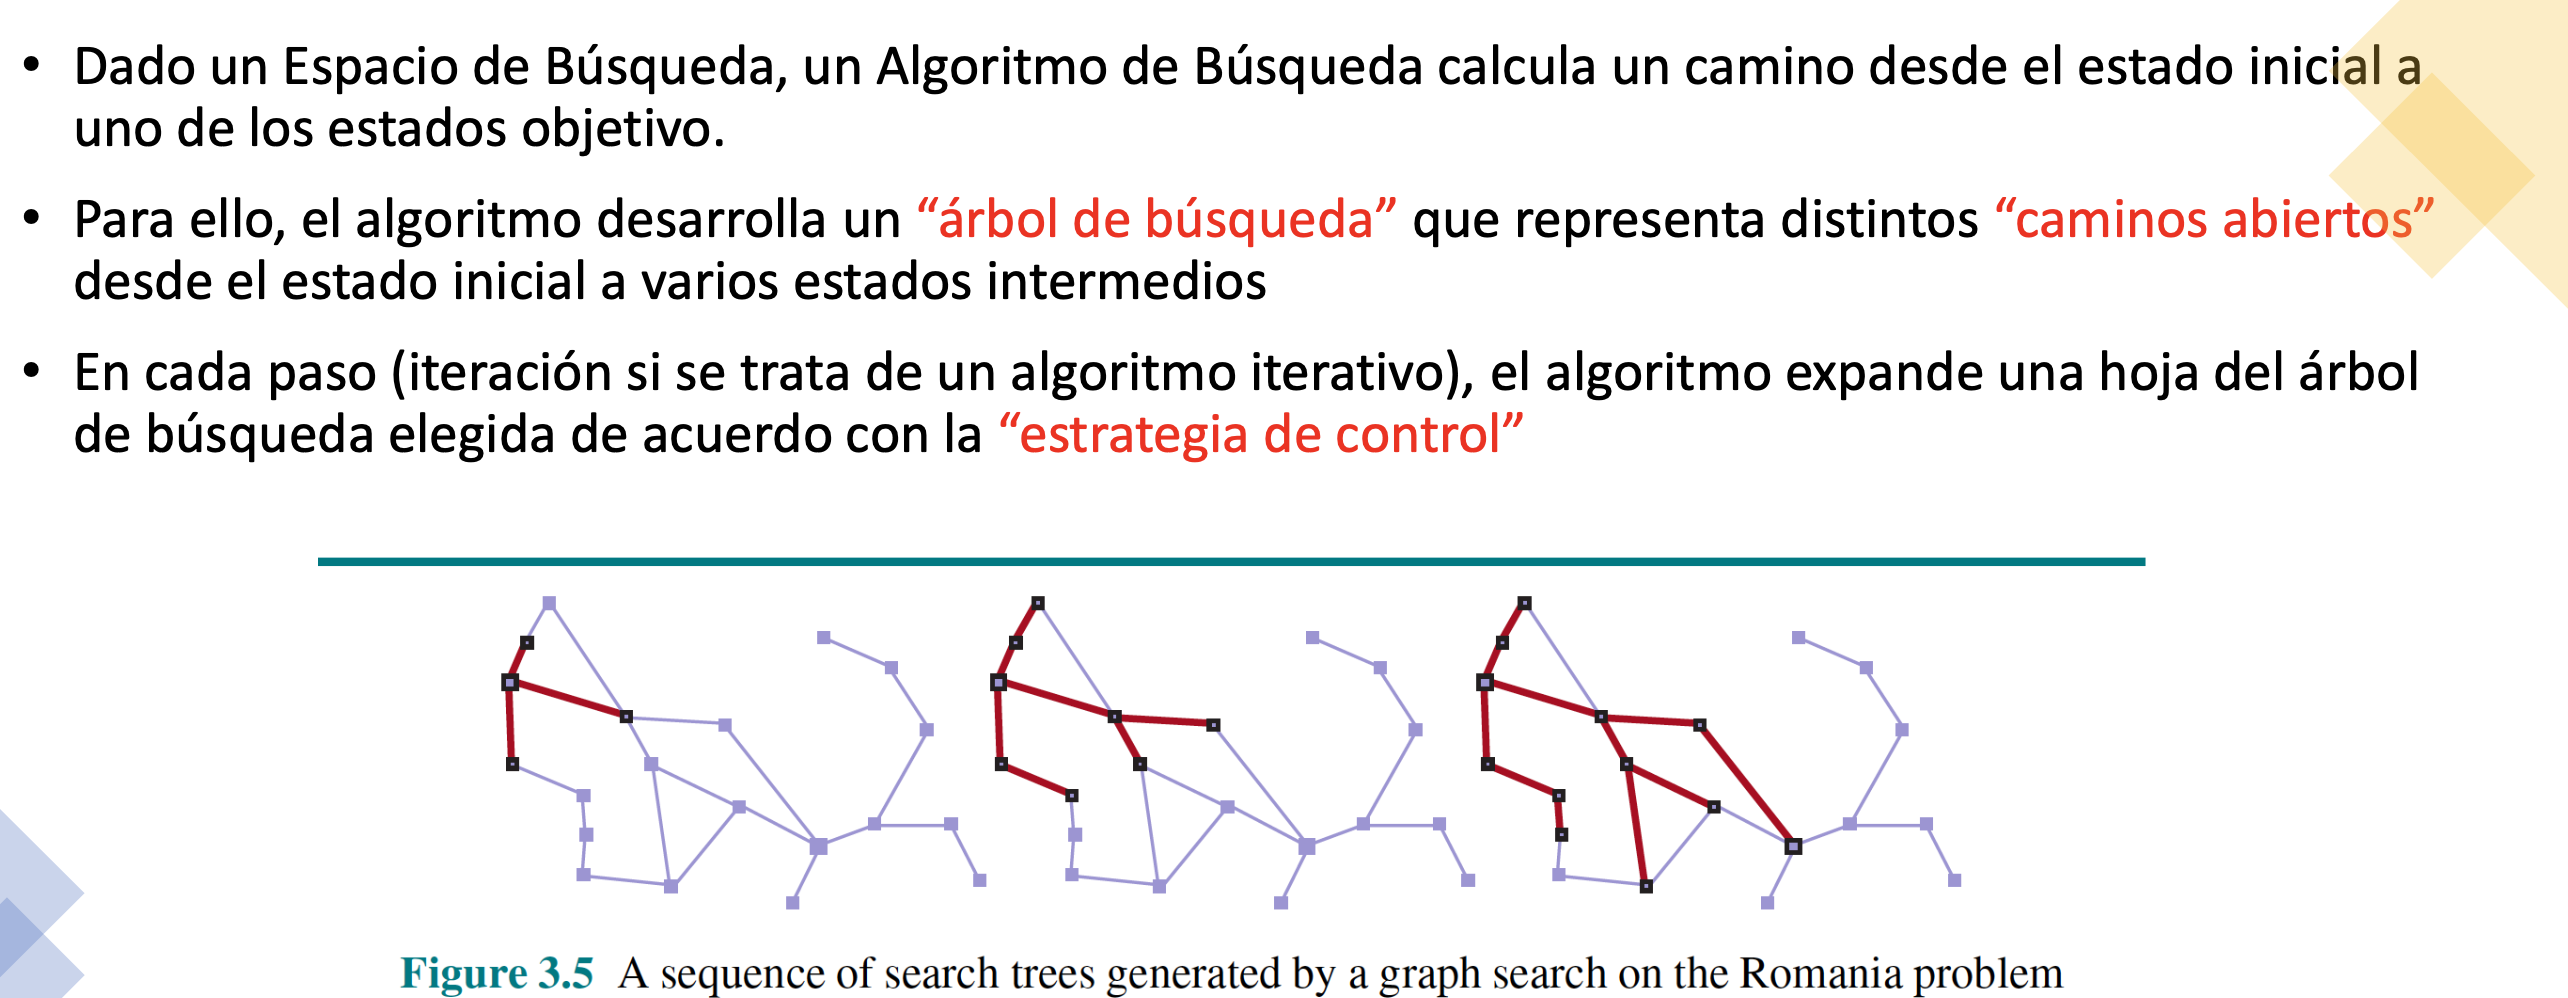 • Dado un Espacio de Búsqueda, un Algoritmo de Búsqueda calcula un camino desde el estado inicial a
uno de los estados objetivo.
• Para ello, el algoritmo desarrolla un “árbol de búsqueda” que representa distintos “caminos abiertos”
desde el estado inicial a varios estados intermedios
• En cada paso (iteración si se trata de un algoritmo iterativo), el algoritmo expande una hoja del árbol
de búsqueda elegida de acuerdo con la “estrategia de control”
Figure 3.5 A sequence of search trees generated by a graph search on the Romania problem